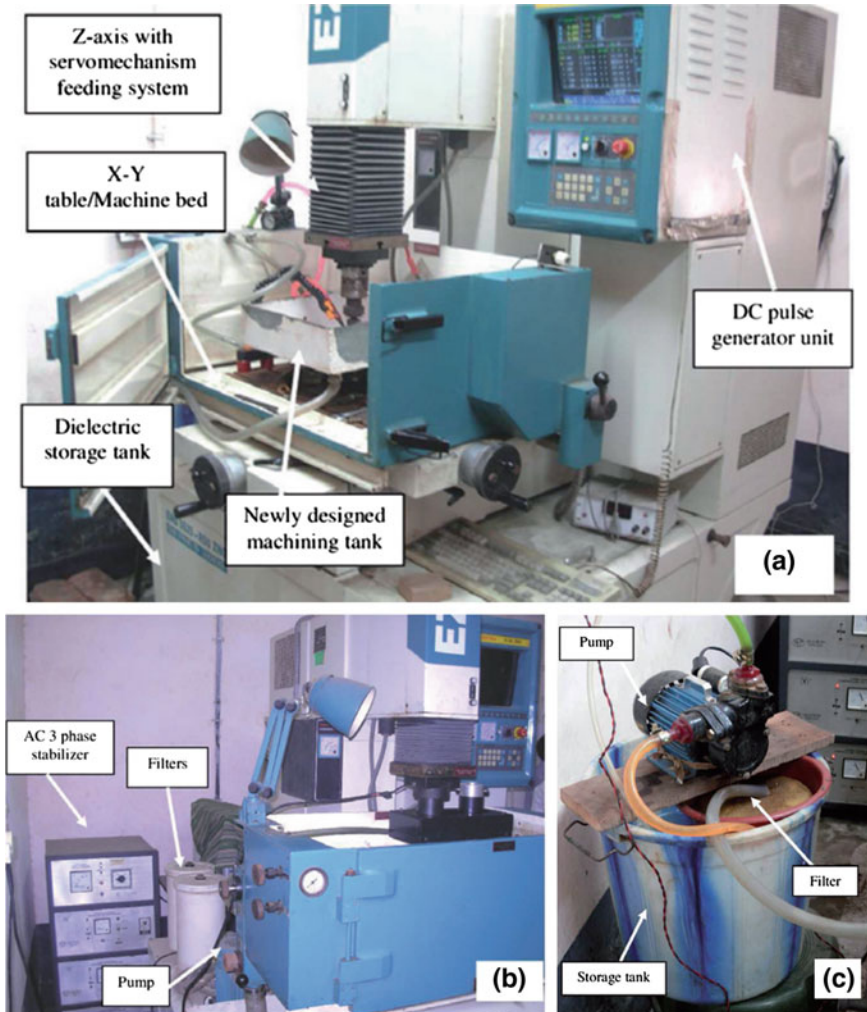 Z-axis with
servomechanism
feeding system
X-Y
table/Machine bed
Dielectric
storage tank
Newly designed
machining tank
DC pulse
generator unit
(a)
AC 3 phase
stabilizer
Filters
Pump
(b)
Pump
Filter
Storage tank
(c)